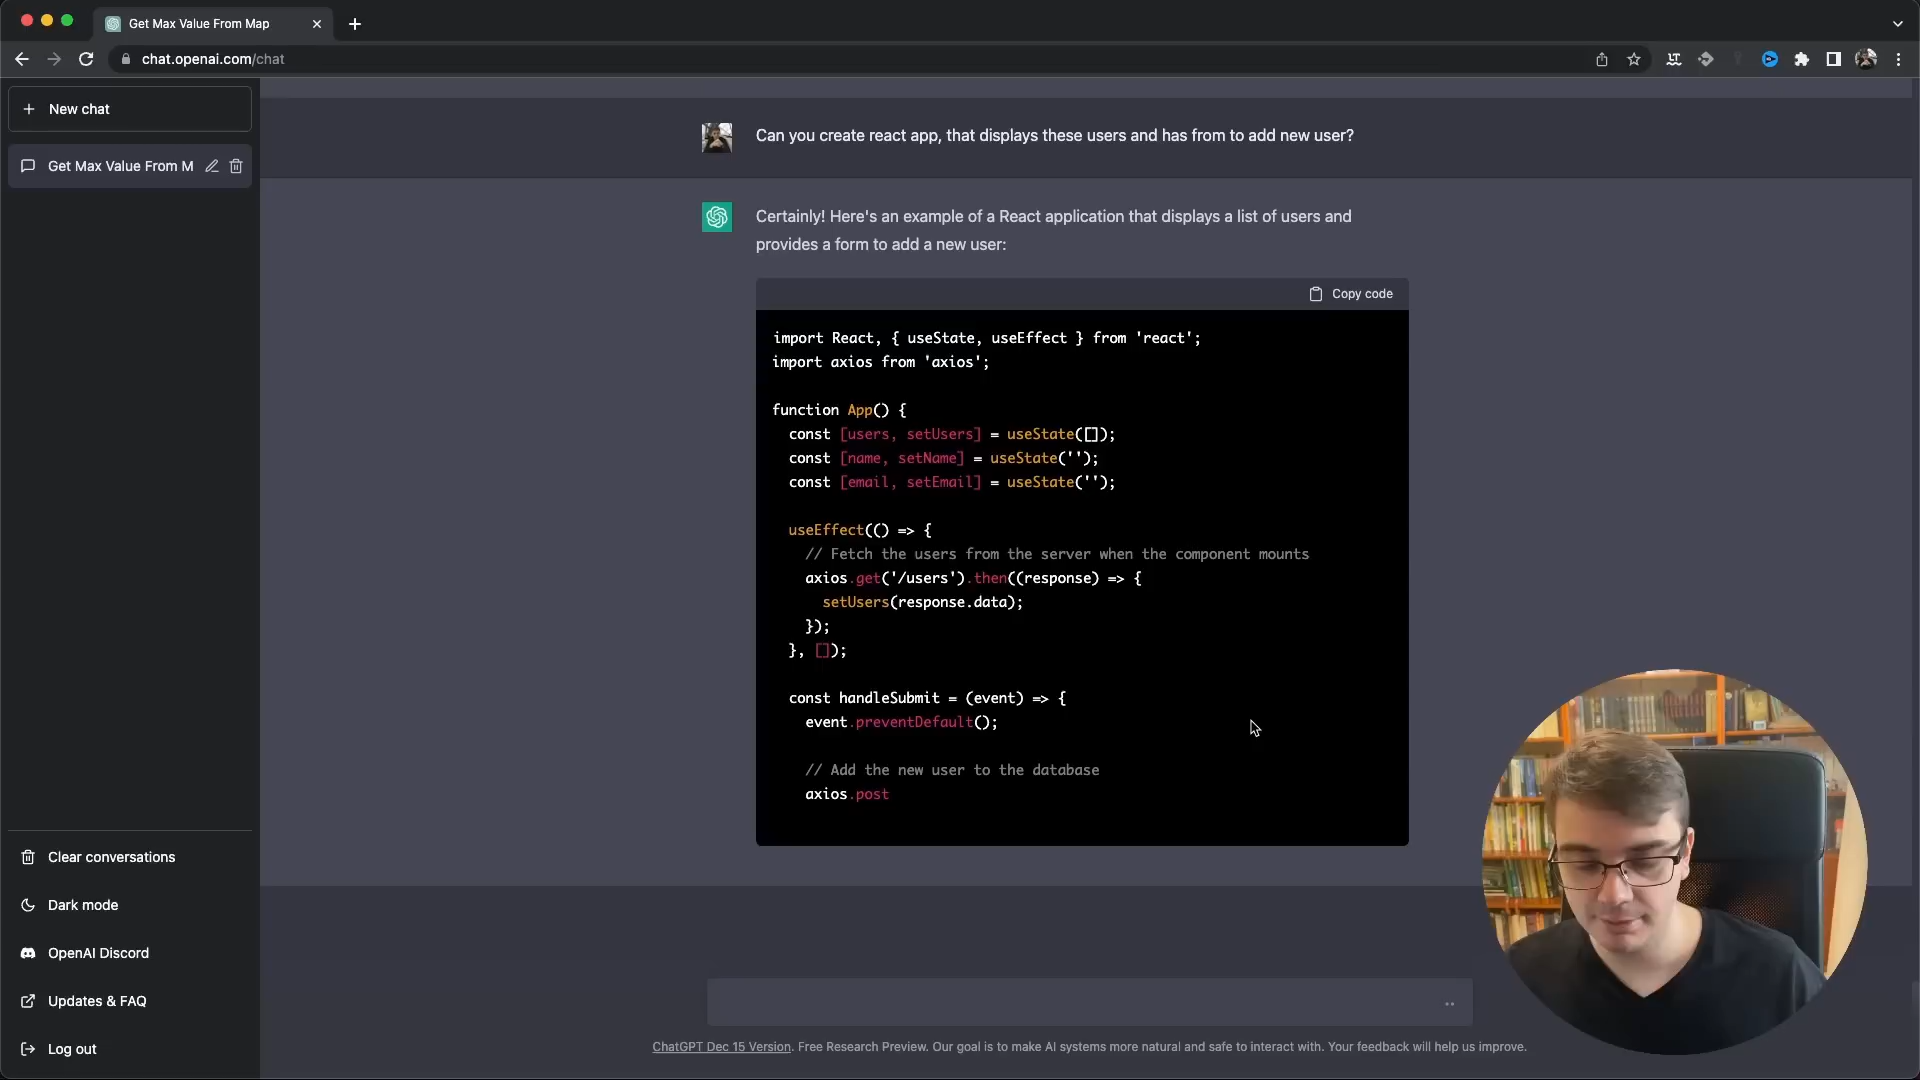 Get Max Value From Map
chat.openai.com/chat
New chat
Get Max Value From M
Can you create react app, that displays these users and has from to add new user?
Certainly! Here's an example of a React application that displays a list of users and
provides a form to add a new user:
Copy code
import React, { useState, useEffect } from 'react';
import axios from 'axios';
function App() {
  const [users, setUsers] = useState([]);
  const [name, setName] = useState('');
  const [email, setEmail] = useState('');
  useEffect(() => {
    // Fetch the users from the server when the component mounts
    axios.get('/users').then((response) => {
      setUsers(response.data);
    });
  }, []);
  const handleSubmit = (event) => {
    event.preventDefault();
    // Add the new user to the database
    axios.post
Clear conversations
Dark mode
OpenAI Discord
Updates & FAQ
Log out
ChatGPT Dec 15 Version. Free Research Preview. Our goal is to make AI systems more natural and safe to interact with. Your feedback will help us improve.